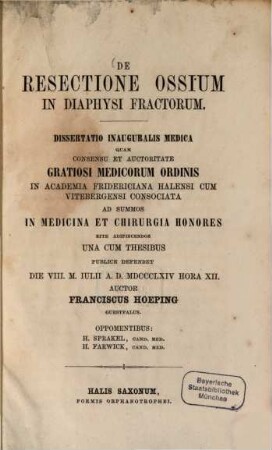 DE
RESECTIONE OSSIUM
IN DIAPHYSI FRACTORUM.
DISSERTATIO INAUGURALIS MEDICA
QUAM
CONSENSU ET AUCTORITATE
GRATIOSI MEDICORUM ORDINIS
IN ACADEMIA FRIDERICIANA HALENSI CUM
VITEBERGENSI CONSOCIATA
AD SUMMOS
IN MEDICINA ET CHIRURGIA HONORES
RITE ADIPISCENDOS
UNA CUM THESIBUS
PUBLICE DEFENDET
DIE VIII. M. IULII A. D. MDCCCLXIV HORA XII.
AUCTOR
FRANCISCUS HOEPING
GUESTFALUS.
OPPONENTIBUS:
H. SPRAKEL, CAND. MED.
H. FARWICK, CAND. MED.
HALIS SAXONUM,
FORMIS ORPHANOTROPHEI.
Bayerische
Staatsbibliothek
München